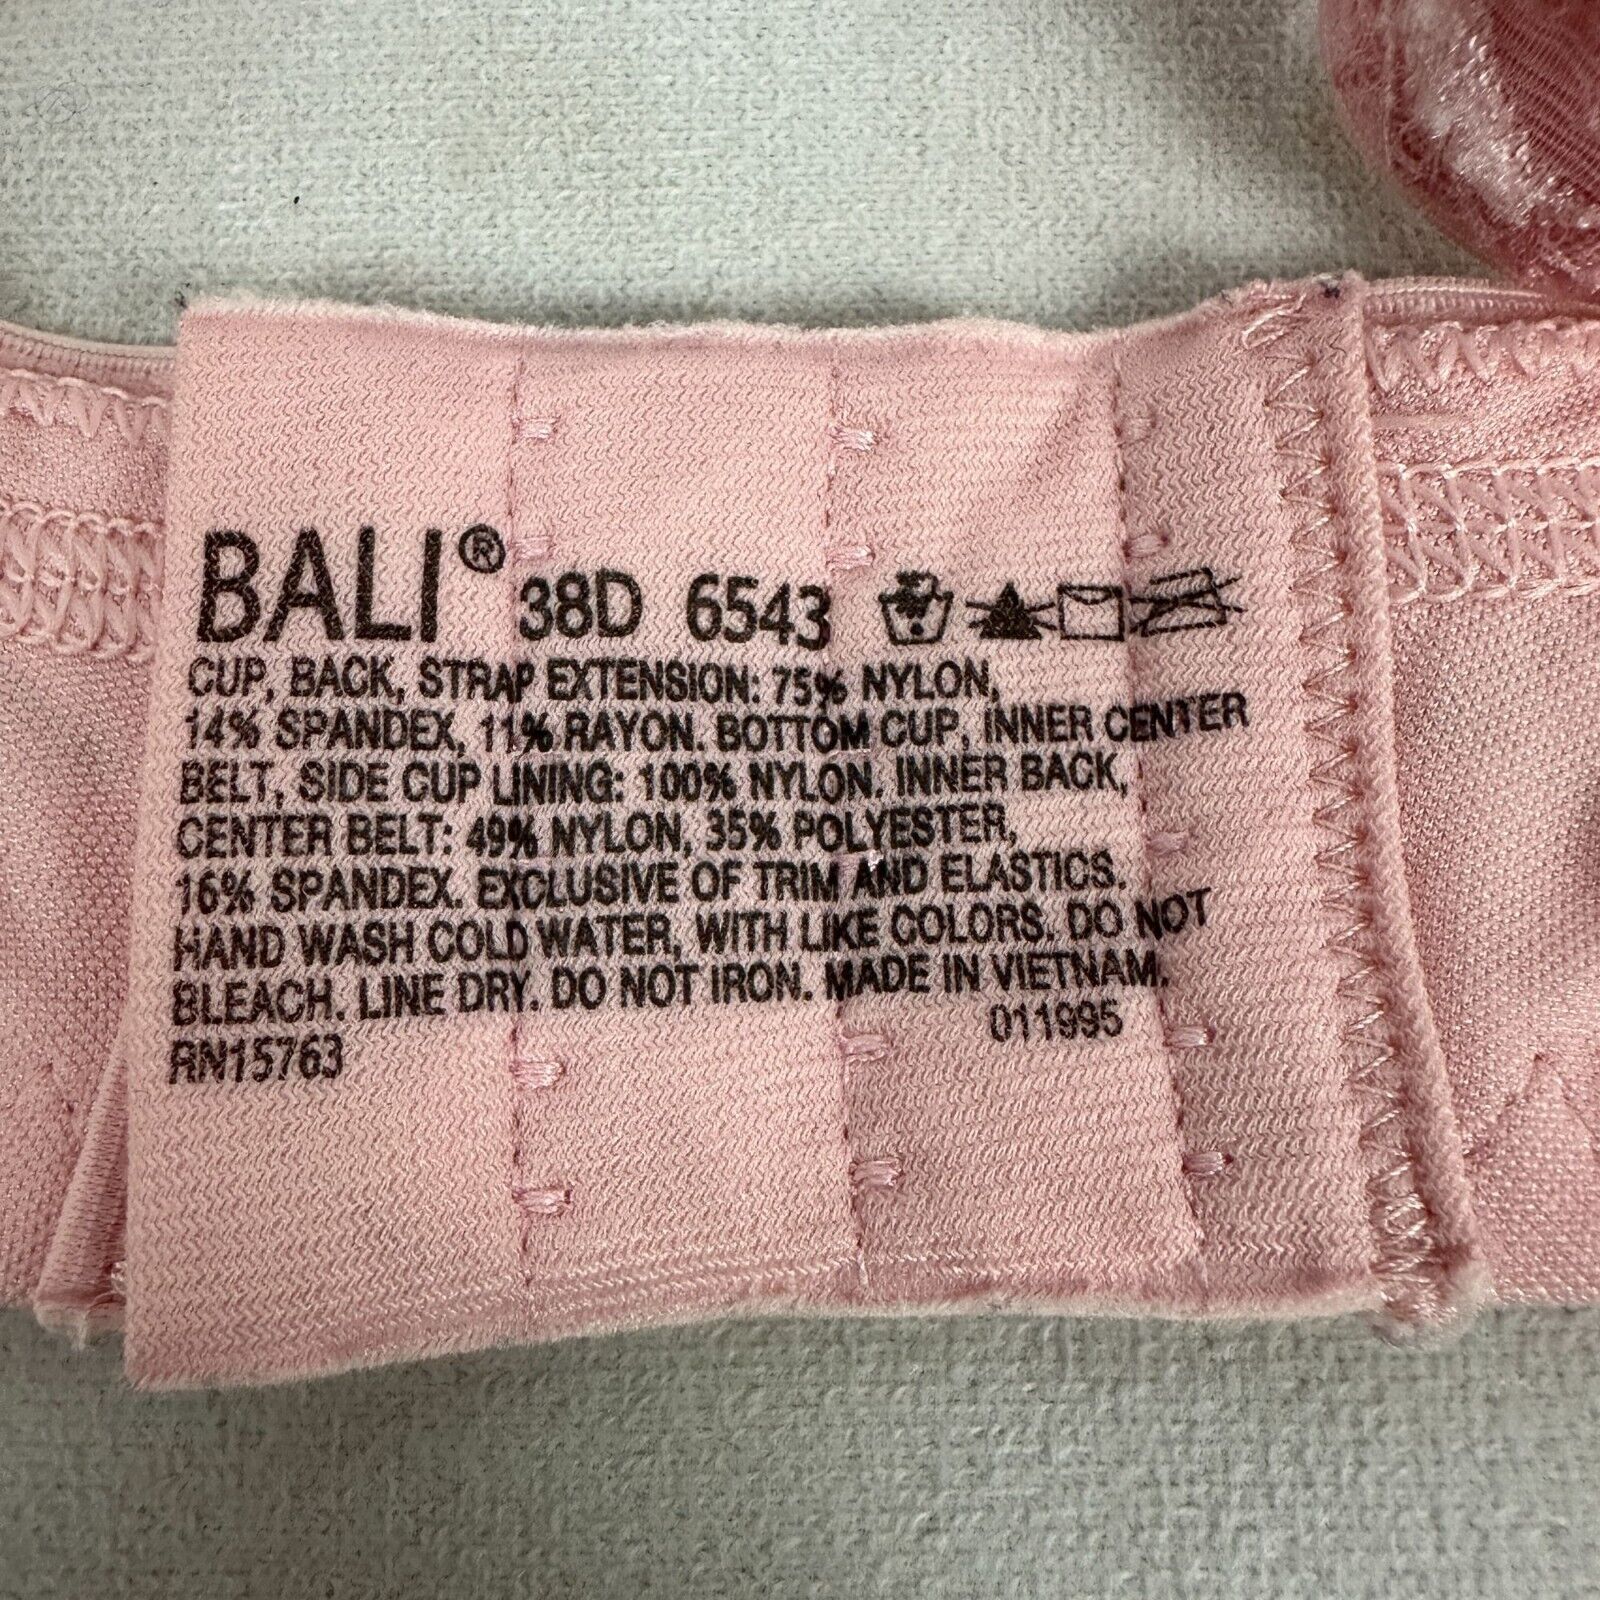 BALI® 38D 6543
CUP, BACK, STRAP EXTENSION: 75% NYLON,
14% SPANDEX, 11% RAYON. BOTTOM CUP, INNER CENTER
BELT, SIDE CUP LINING: 100% NYLON. INNER BACK,
CENTER BELT: 49% NYLON, 35% POLYESTER,
16% SPANDEX. EXCLUSIVE OF TRIM AND ELASTICS.
HAND WASH COLD WATER, WITH LIKE COLORS. DO NOT
BLEACH. LINE DRY. DO NOT IRON. MADE IN VIETNAM.
RN15763 011995